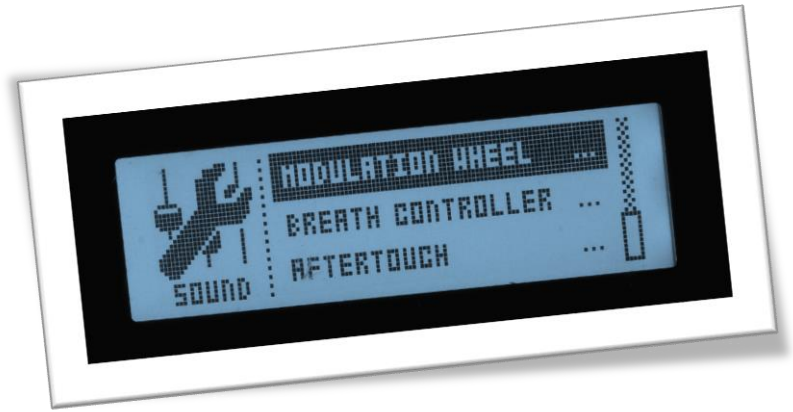 MODULATION WHEEL ...
BREATH CONTROLLER ...
AFTERTOUCH ...
SOUND